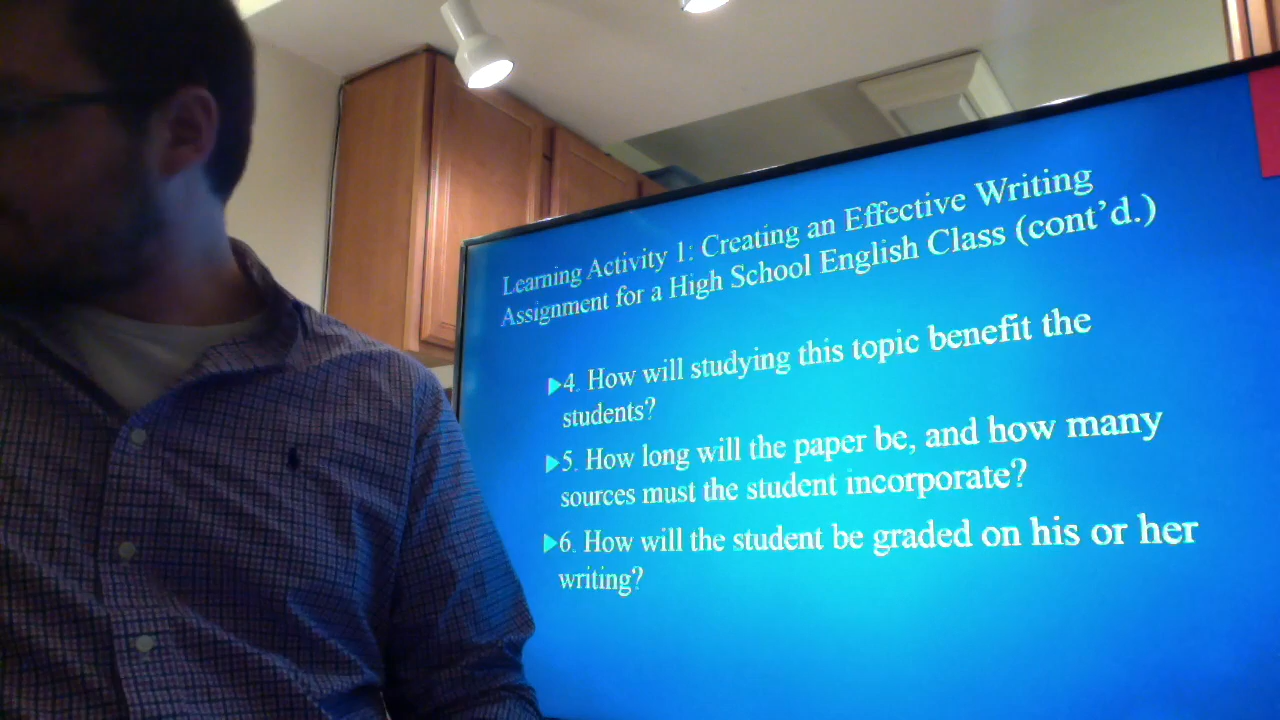 Learning Activity 1: Creating an Effective Writing
Assignment for a High School English Class (cont’d.)
4. How will studying this topic benefit the
students?
5. How long will the paper be, and how many
sources must the student incorporate?
6. How will the student be graded on his or her
writing?